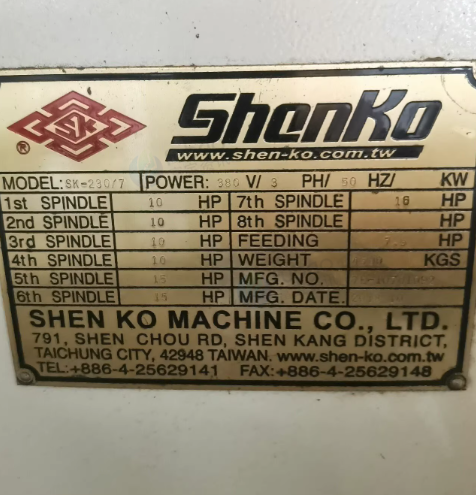 SK
®
ShenKo
www.shen-ko.com.tw
MODEL: SK-230/7 POWER: 380 V/ 3 PH/ 50 HZ/ KW
1st SPINDLE 10 HP 7th SPINDLE HP
2nd SPINDLE 10 HP 8th SPINDLE HP
3rd SPINDLE 10 HP FEEDING HP
4th SPINDLE 10 HP WEIGHT KGS
5th SPINDLE 15 HP MFG. NO.
6th SPINDLE 15 HP MFG. DATE.
SHEN KO MACHINE CO., LTD.
791, SHEN CHOU RD, SHEN KANG DISTRICT,
TAICHUNG CITY, 42948 TAIWAN. www.shen-ko.com.tw
TEL:+886-4-25629141 FAX:+886-4-25629148